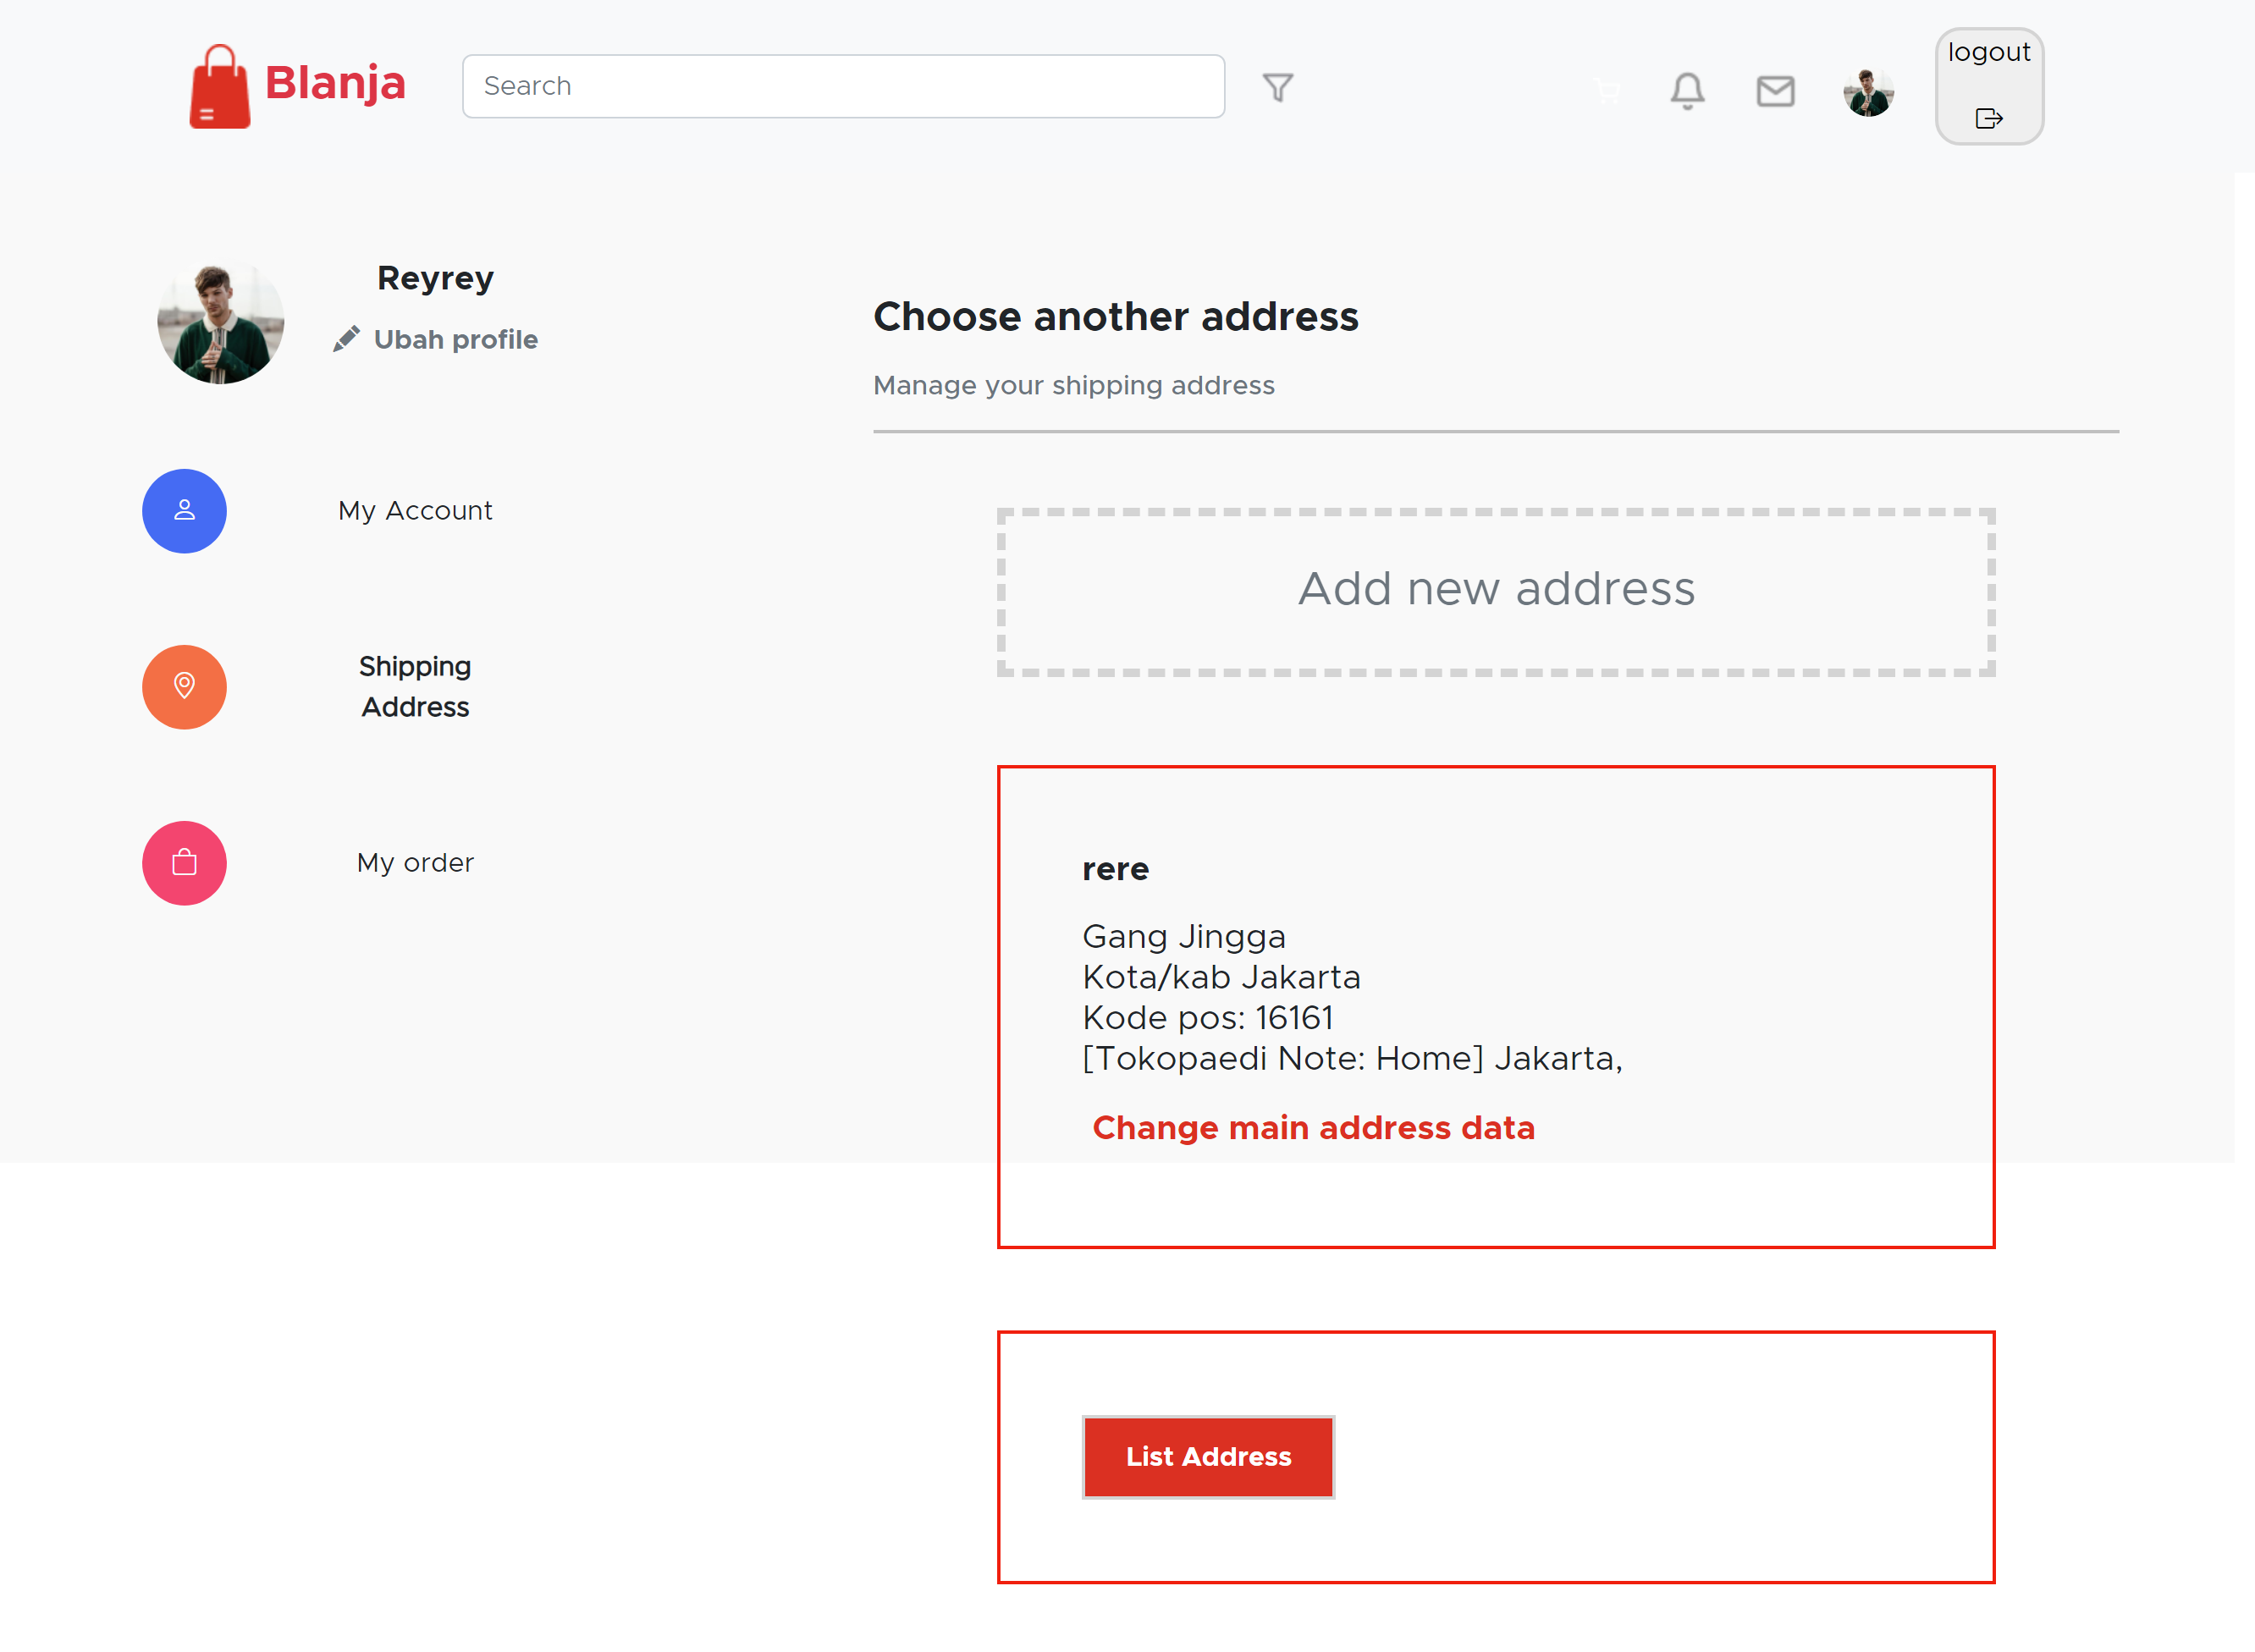 Blanja
Search
logout
Reyrey
Ubah profile
My Account
Shipping
Address
My order
Choose another address
Manage your shipping address
Add new address
rere
Gang Jingga
Kota/kab Jakarta
Kode pos: 16161
[Tokopaedi Note: Home] Jakarta,
Change main address data
List Address